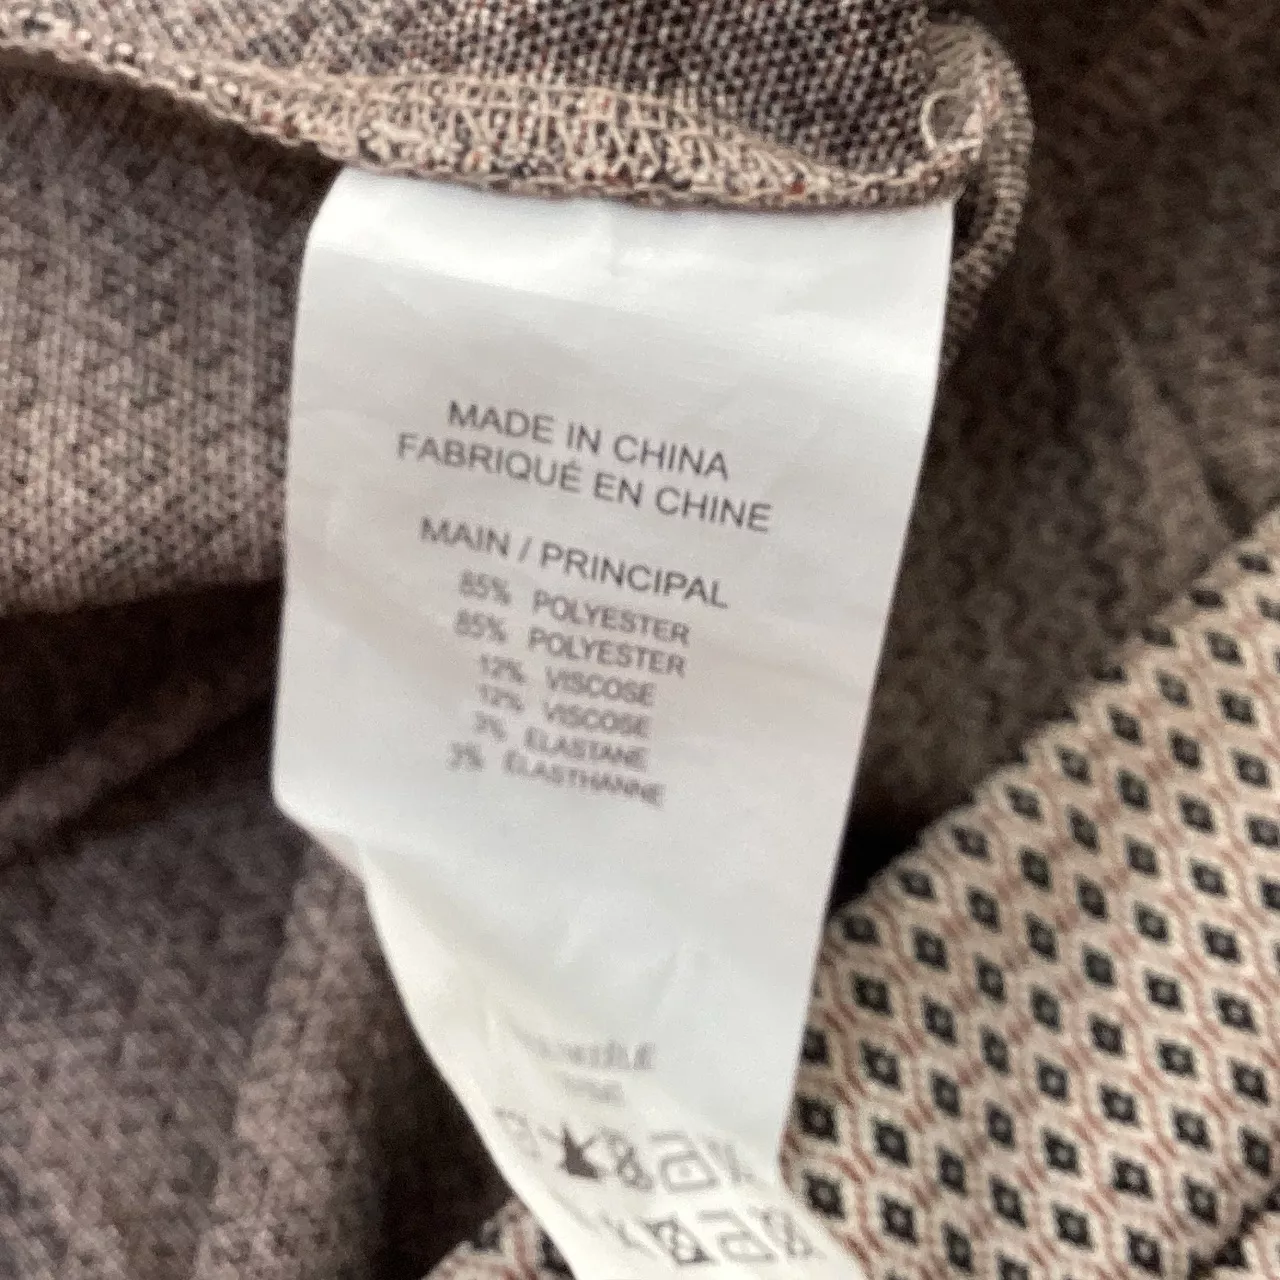 MADE IN CHINA
FABRIQUÉ EN CHINE
MAIN / PRINCIPAL
85% POLYESTER
85% POLYESTER
12% VISCOSE
12% VISCOSE
3% ELASTANE
3% ÉLASTHANNE